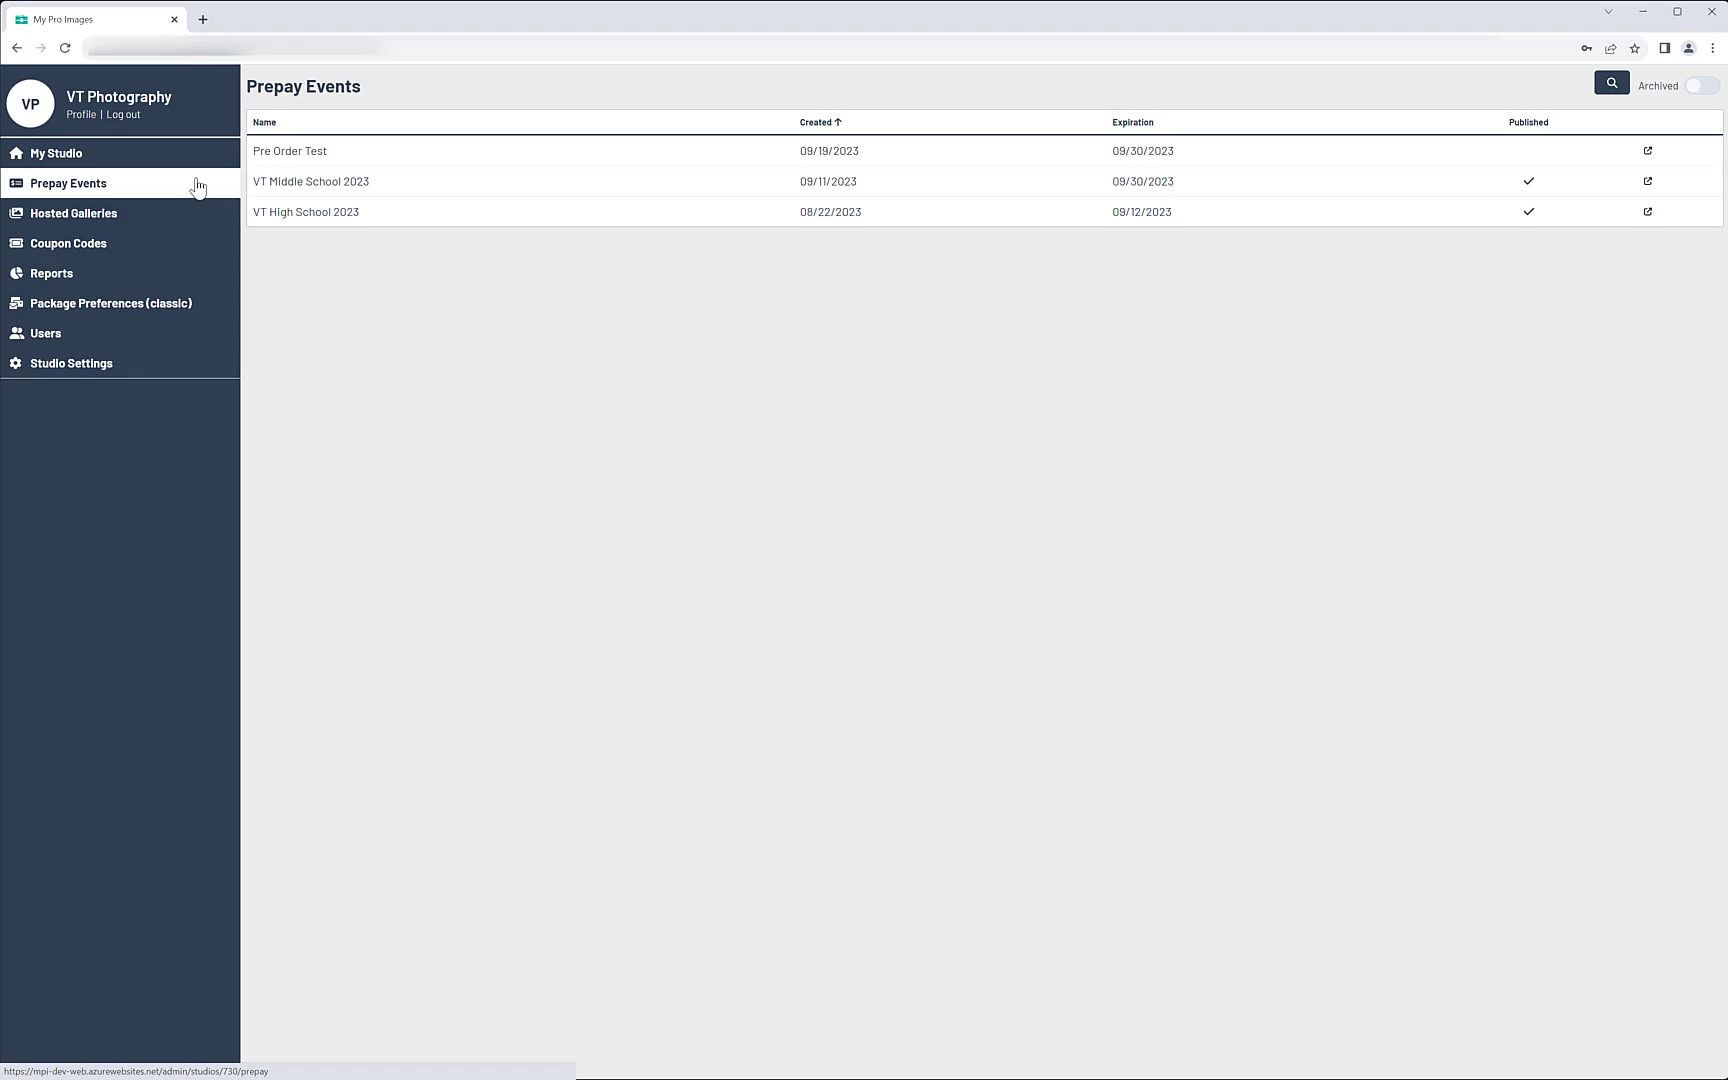 My Pro Images
VP
VT Photography
Profile | Log out
My Studio
Prepay Events
Hosted Galleries
Coupon Codes
Reports
Package Preferences (classic)
Users
Studio Settings
Prepay Events
Archived
Name Created Expiration Published
Pre Order Test 09/19/2023 09/30/2023
VT Middle School 2023 09/11/2023 09/30/2023
VT High School 2023 08/22/2023 09/12/2023
https://mpi-dev-web.azurewebsites.net/admin/studios/730/prepay